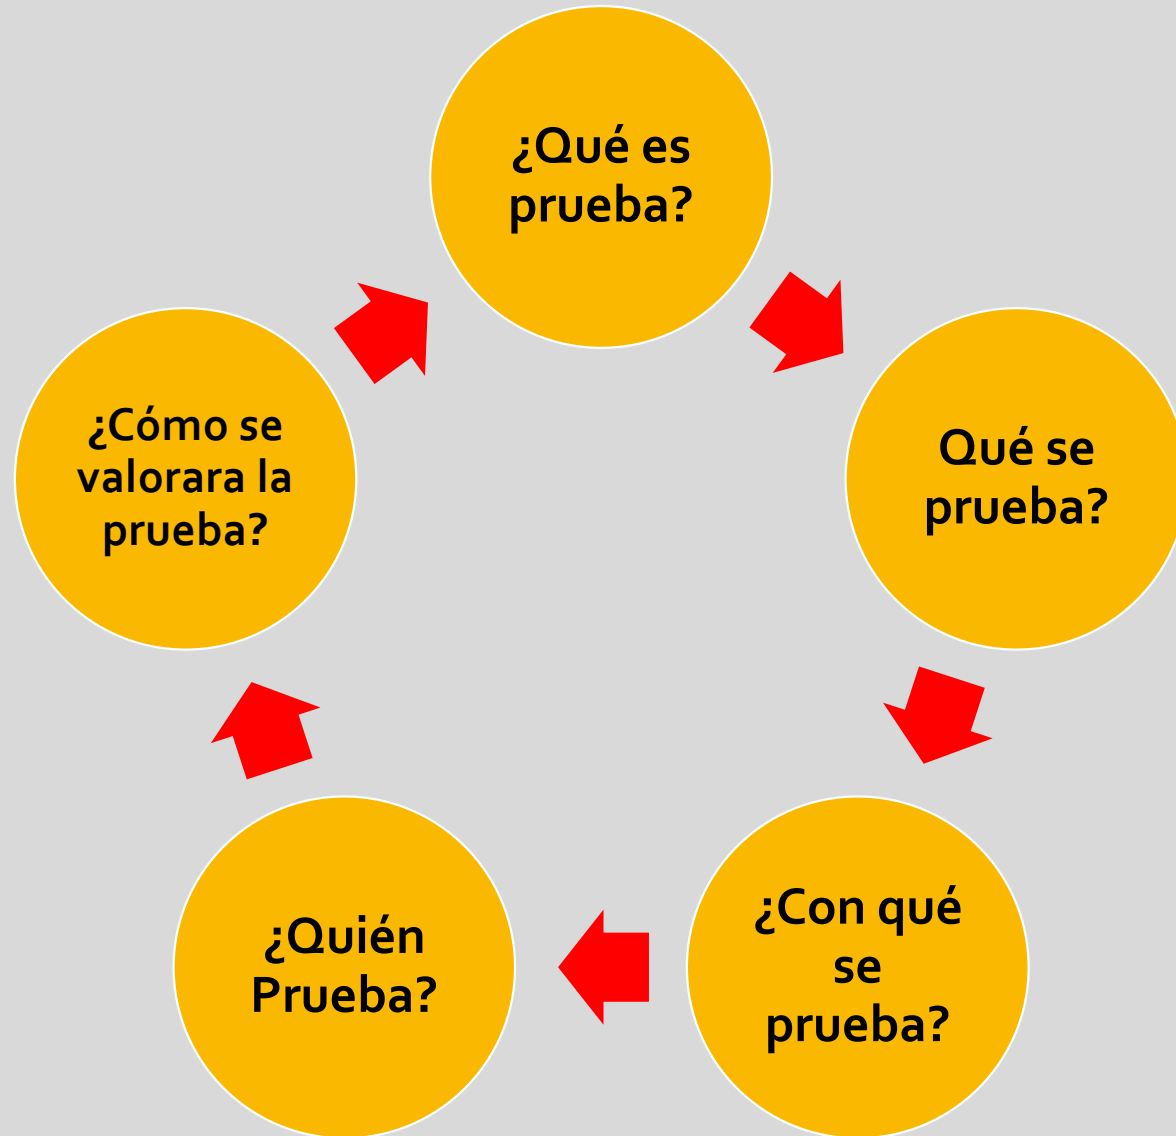 ¿Qué es
prueba?
Qué se
prueba?
¿Con qué
se
prueba?
¿Quién
Prueba?
¿Cómo se
valorara la
prueba?